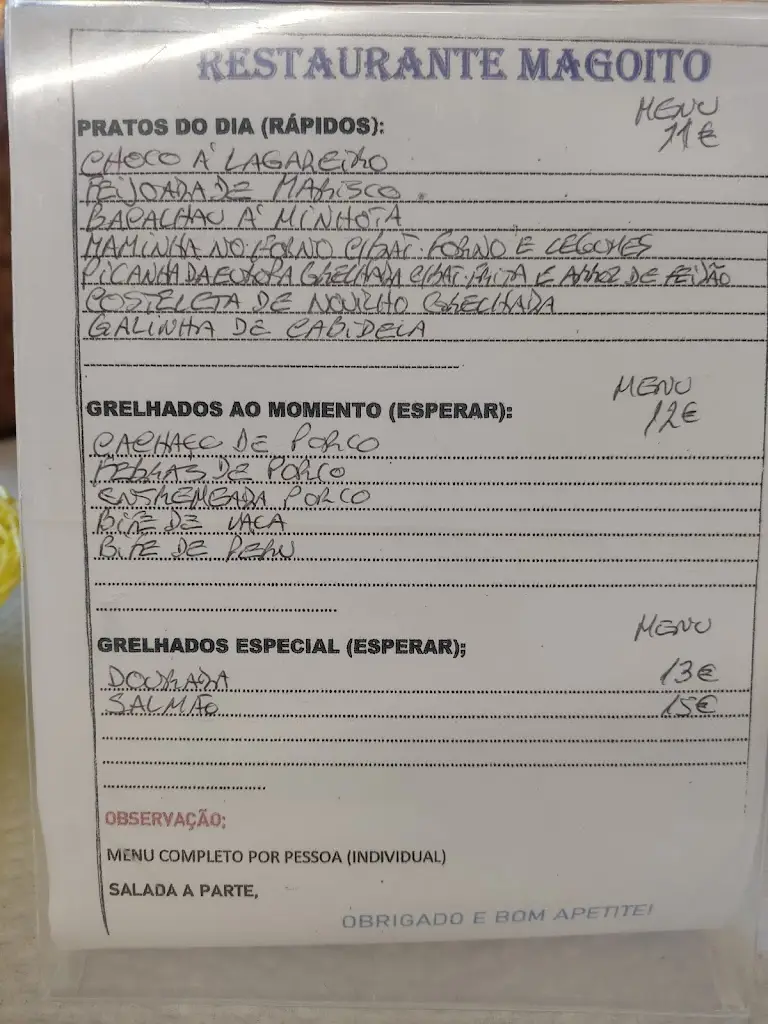 RESTAURANTE MAGOITO
PRATOS DO DIA (RÁPIDOS):
MENU
11€
CHOCO À LAGAREIRO
FEIJOADA DE MARISCO.
BACALHAU À MINHOTA
MAMINHA NO FORNO C/BAT. FORNO E LEGUMES
PICANHA DA EUROPA GRELHADA C/BAT. FRITA E ARROZ DE FEIJÃO
COSTELETA DE NOVILHO GRELHADA
GALINHA DE CABIDELA
GRELHADOS AO MOMENTO (ESPERAR):
MENU
12€
CACHAÇO DE PORCO
FEBRAS DE PORCO
ENTREMEADA PORCO
BIFE DE VACA
BIFE DE PERU
GRELHADOS ESPECIAL (ESPERAR);
MENU
DOURADA 13€
SALMÃO 15€
OBSERVAÇÃO;
MENU COMPLETO POR PESSOA (INDIVIDUAL)
SALADA A PARTE,
OBRIGADO E BOM APETITE!